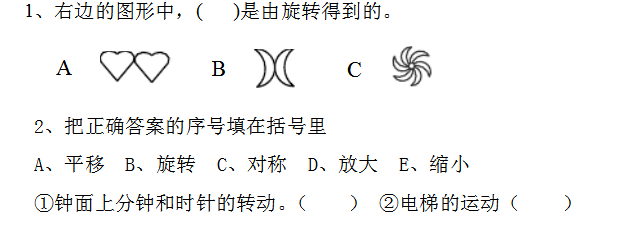 1、右边的图形中，(    )是由旋转得到的。
A B C
2、把正确答案的序号填在括号里
A、平移 B、旋转 C、对称 D、放大 E、缩小
①钟面上分钟和时针的转动。（    ） ②电梯的运动（    ）